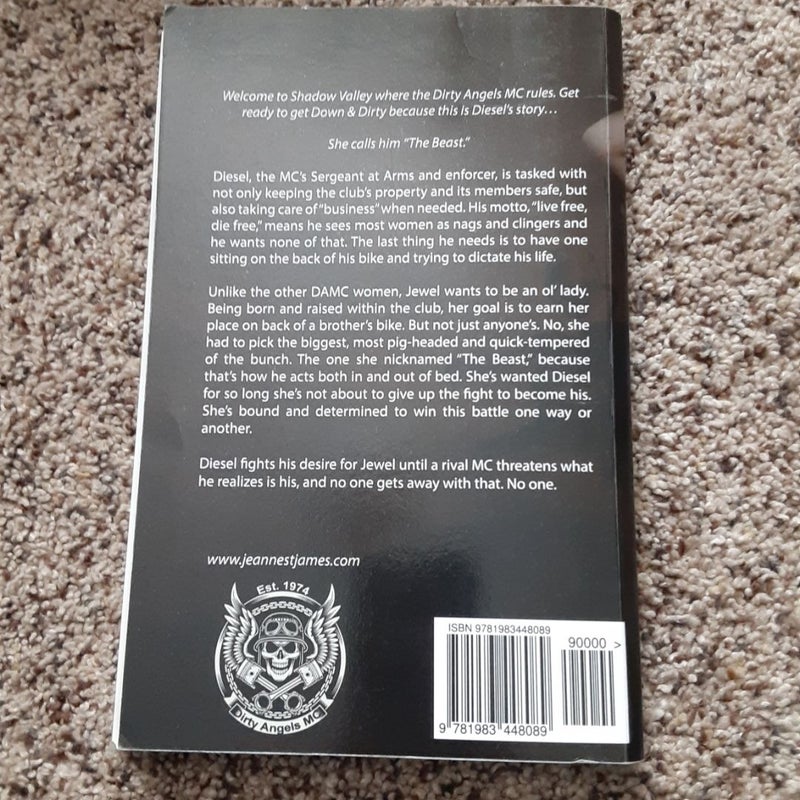 Welcome to Shadow Valley where the Dirty Angels MC rules. Get
ready to get Down & Dirty because this is Diesel's story...
She calls him "The Beast."
Diesel, the MC's Sergeant at Arms and enforcer, is tasked with
not only keeping the club's property and its members safe, but
also taking care of "business" when needed. His motto, "live free,
die free," means he sees most women as nags and clingers and
he wants none of that. The last thing he needs is to have one
sitting on the back of his bike and trying to dictate his life.
Unlike the other DAMC women, Jewel wants to be an ol' lady.
Being born and raised within the club, her goal is to earn her
place on back of a brother's bike. But not just anyone's. No, she
had to pick the biggest, most pig-headed and quick-tempered
of the bunch. The one she nicknamed "The Beast," because
that's how he acts both in and out of bed. She's wanted Diesel
for so long she's not about to give up the fight to become his.
She's bound and determined to win this battle one way or
another.
Diesel fights his desire for Jewel until a rival MC threatens what
he realizes is his, and no one gets away with that. No one.
www.jeannestjames.com
Est. 1974
Dirty Angels MC
ISBN 9781983448089
90000 >
9 781983 448089